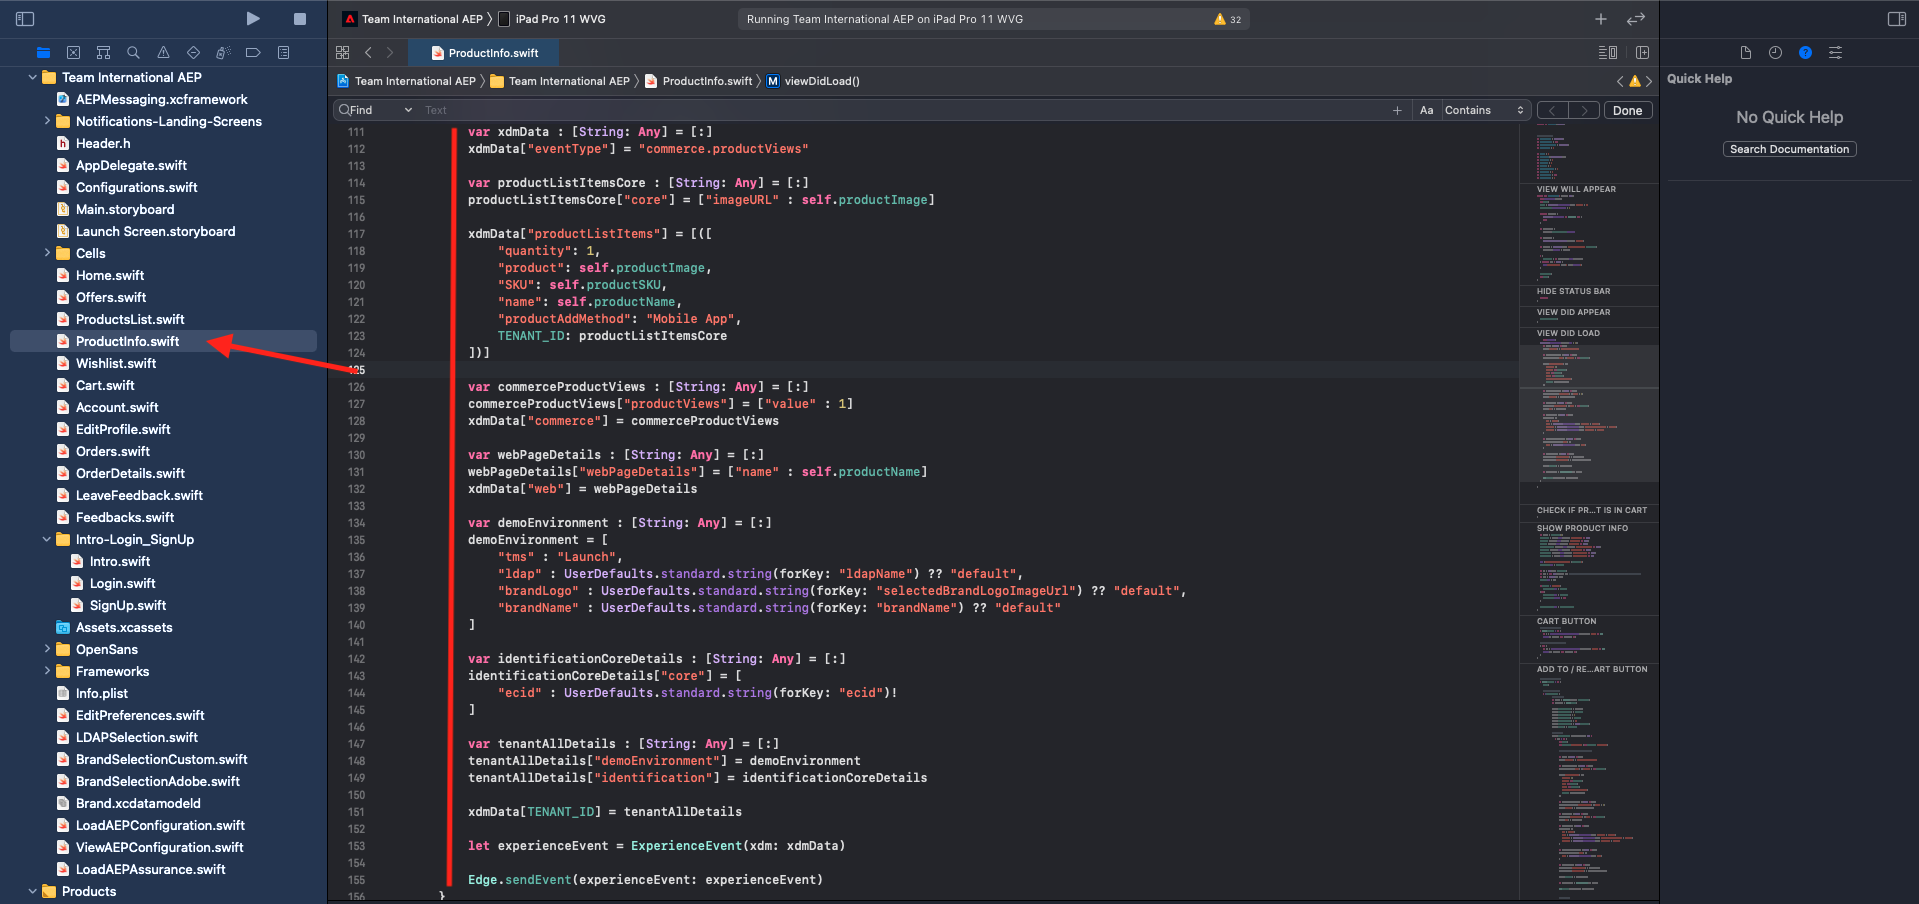 Team International AEP
iPad Pro 11 WVG
Running Team International AEP on iPad Pro 11 WVG
32
ProductInfo.swift
Team International AEP
Team International AEP
ProductInfo.swift
M
viewDidLoad()
Find
Text
Aa
Contains
Done
Team International AEP
AEPMessaging.xcframework
Notifications-Landing-Screens
h
Header.h
AppDelegate.swift
Configurations.swift
Main.storyboard
Launch Screen.storyboard
Cells
Home.swift
Offers.swift
ProductsList.swift
ProductInfo.swift
Wishlist.swift
Cart.swift
Account.swift
EditProfile.swift
Orders.swift
OrderDetails.swift
LeaveFeedback.swift
Feedbacks.swift
Intro-Login_SignUp
Intro.swift
Login.swift
SignUp.swift
Assets.xcassets
OpenSans
Frameworks
Info.plist
EditPreferences.swift
LDAPSelection.swift
BrandSelectionCustom.swift
BrandSelectionAdobe.swift
Brand.xcdatamodeld
LoadAEPConfiguration.swift
ViewAEPConfiguration.swift
LoadAEPAssurance.swift
Products
111 var xdmData : [String: Any] = [:]
112 xdmData["eventType"] = "commerce.productViews"
113
114 var productListItemsCore : [String: Any] = [:]
115 productListItemsCore["core"] = ["imageURL" : self.productImage]
116
117 xdmData["productListItems"] = [([
118 "quantity": 1,
119 "product": self.productImage,
120 "SKU": self.productSKU,
121 "name": self.productName,
122 "productAddMethod": "Mobile App",
123 TENANT_ID: productListItemsCore
124 ])]
125
126 var commerceProductViews : [String: Any] = [:]
127 commerceProductViews["productViews"] = ["value" : 1]
128 xdmData["commerce"] = commerceProductViews
129
130 var webPageDetails : [String: Any] = [:]
131 webPageDetails["webPageDetails"] = ["name" : self.productName]
132 xdmData["web"] = webPageDetails
133
134 var demoEnvironment : [String: Any] = [:]
135 demoEnvironment = [
136 "tms" : "Launch",
137 "ldap" : UserDefaults.standard.string(forKey: "ldapName") ?? "default",
138 "brandLogo" : UserDefaults.standard.string(forKey: "selectedBrandLogoImageUrl") ?? "default",
139 "brandName" : UserDefaults.standard.string(forKey: "brandName") ?? "default"
140 ]
141
142 var identificationCoreDetails : [String: Any] = [:]
143 identificationCoreDetails["core"] = [
144 "ecid" : UserDefaults.standard.string(forKey: "ecid")!
145 ]
146
147 var tenantAllDetails : [String: Any] = [:]
148 tenantAllDetails["demoEnvironment"] = demoEnvironment
149 tenantAllDetails["identification"] = identificationCoreDetails
150
151 xdmData[TENANT_ID] = tenantAllDetails
152
153 let experienceEvent = ExperienceEvent(xdm: xdmData)
154
155 Edge.sendEvent(experienceEvent: experienceEvent)
156 }
VIEW WILL APPEAR
HIDE STATUS BAR
VIEW DID APPEAR
VIEW DID LOAD
CHECK IF PR...T IS IN CART
SHOW PRODUCT INFO
CART BUTTON
ADD TO / RE...ART BUTTON
?
Quick Help
No Quick Help
Search Documentation